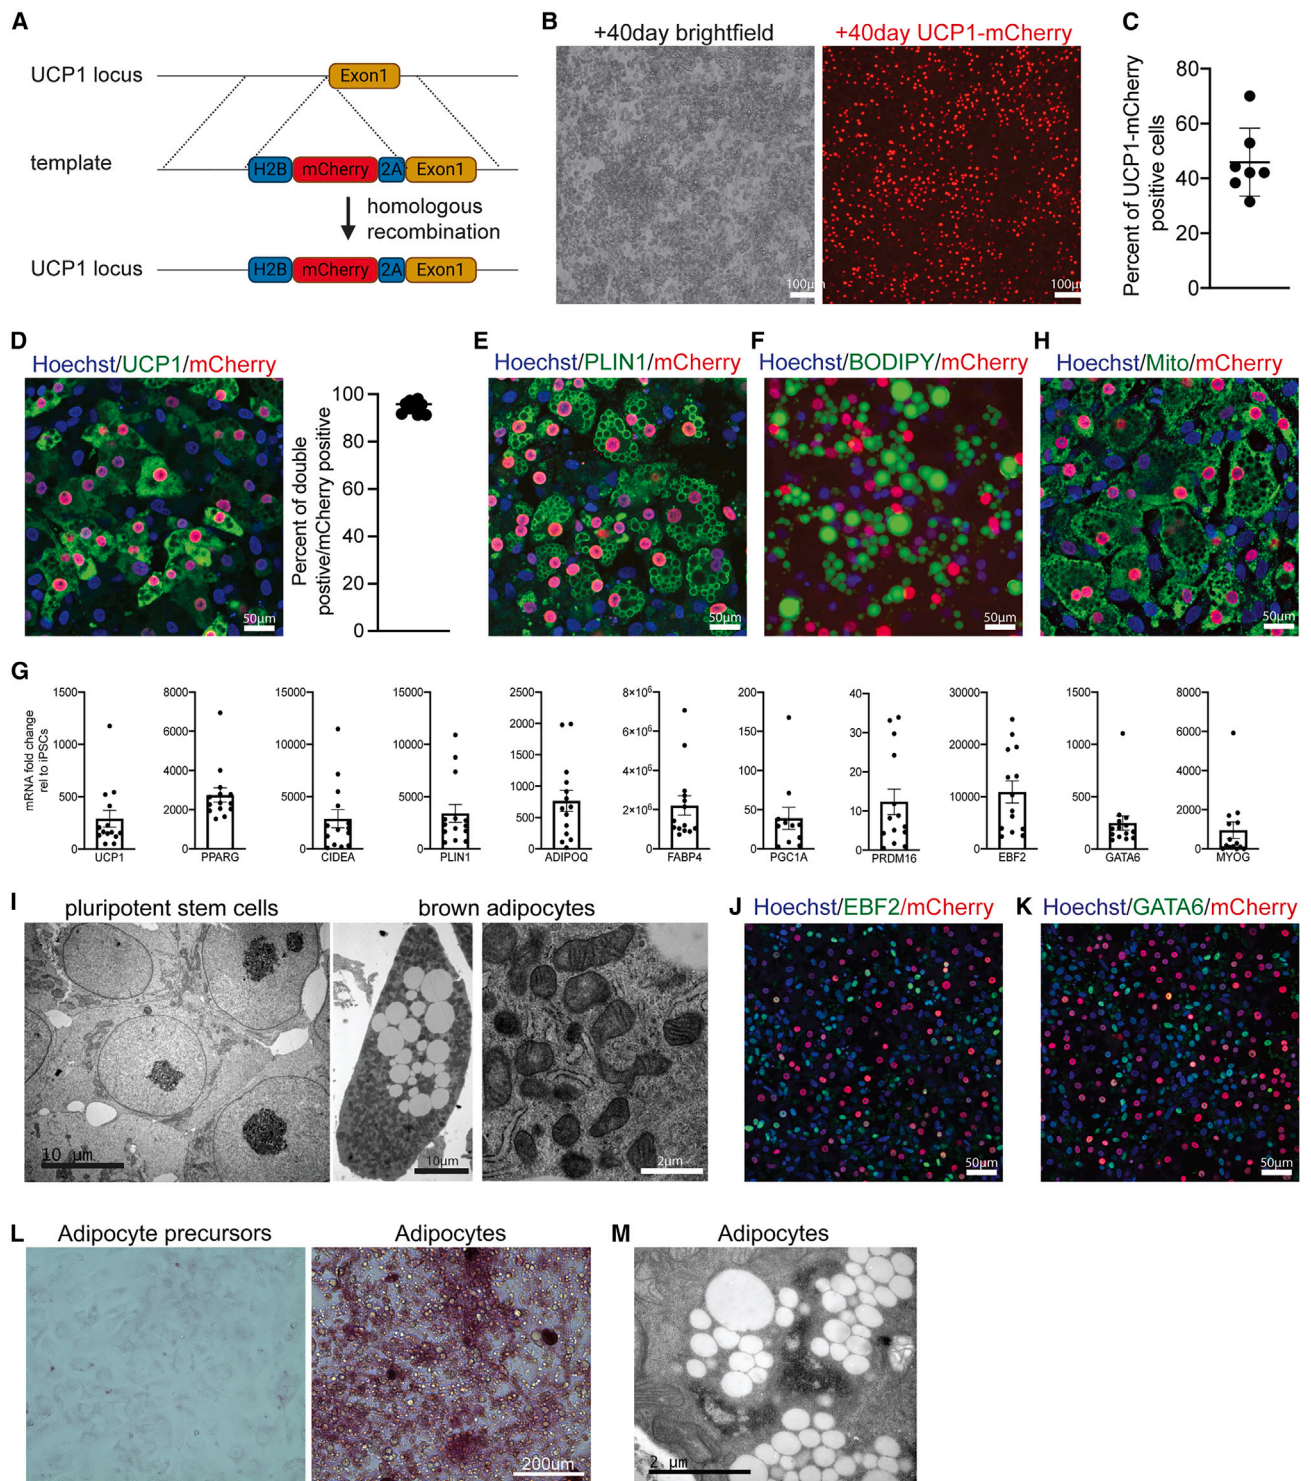 A
UCP1 locus
Exon1
template
H2B mCherry 2A Exon1
homologous
recombination
UCP1 locus
H2B mCherry 2A Exon1
B
+40day brightfield
+40day UCP1-mCherry
100µm
100µm
C
Percent of UCP1-mCherry
positive cells
80
60
40
20
0
D
Hoechst/UCP1/mCherry
50µm
Percent of double
postive/mCherry positive
100
80
60
40
20
0
E
Hoechst/PLIN1/mCherry
50µm
F
Hoechst/BODIPY/mCherry
50µm
H
Hoechst/Mito/mCherry
50µm
G
mRNA fold change
rel to iPSCs
1500
1000
500
0
UCP1
8000
6000
4000
2000
0
PPARG
15000
10000
5000
0
CIDEA
15000
10000
5000
0
PLIN1
2500
2000
1500
1000
500
0
ADIPOQ
8×10⁶
6×10⁶
4×10⁶
2×10⁶
0
FABP4
200
150
100
50
0
PGC1A
40
30
20
10
0
PRDM16
30000
20000
10000
0
EBF2
1500
1000
500
0
GATA6
8000
6000
4000
2000
0
MYOG
I
pluripotent stem cells
10 µm
brown adipocytes
10µm
2µm
J
Hoechst/EBF2/mCherry
50µm
K
Hoechst/GATA6/mCherry
50µm
L
Adipocyte precursors
Adipocytes
200um
M
Adipocytes
2 µm